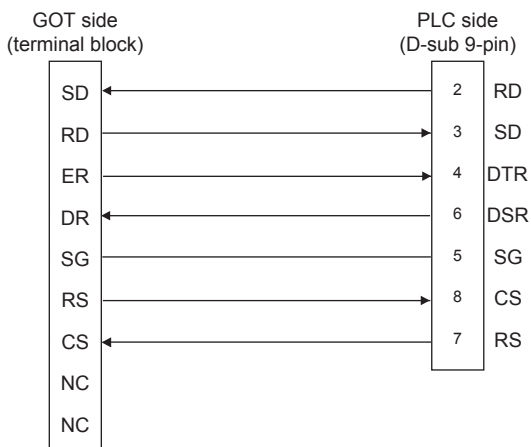 GOT side
(terminal block)
PLC side
(D-sub 9-pin)
SD 2 RD
RD 3 SD
ER 4 DTR
DR 6 DSR
SG 5 SG
RS 8 CS
CS 7 RS
NC
NC